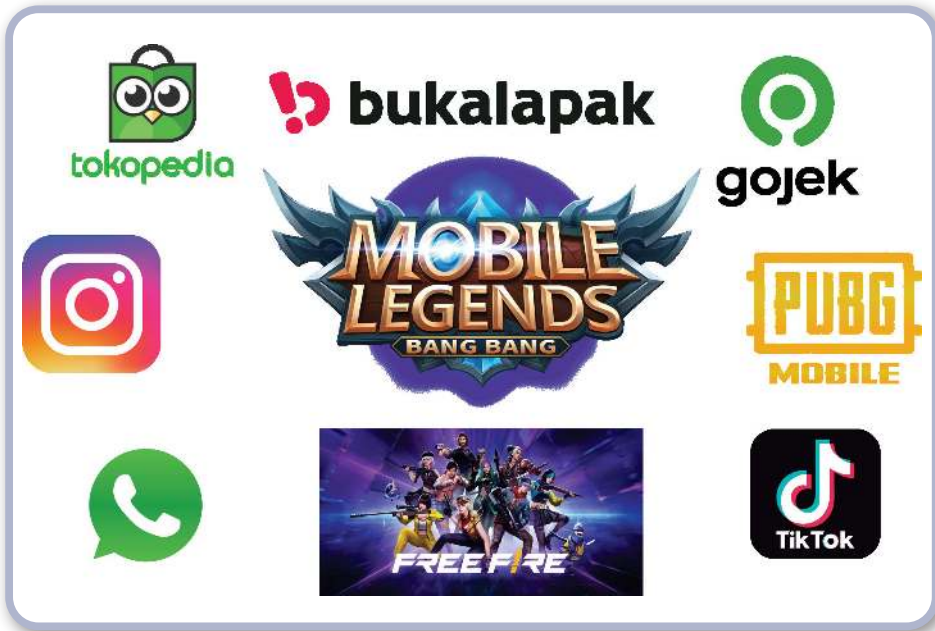 tokopedia
bukalapak
gojek
MOBILE
LEGENDS
BANG BANG
PUBG
MOBILE
FREE FIRE
TikTok